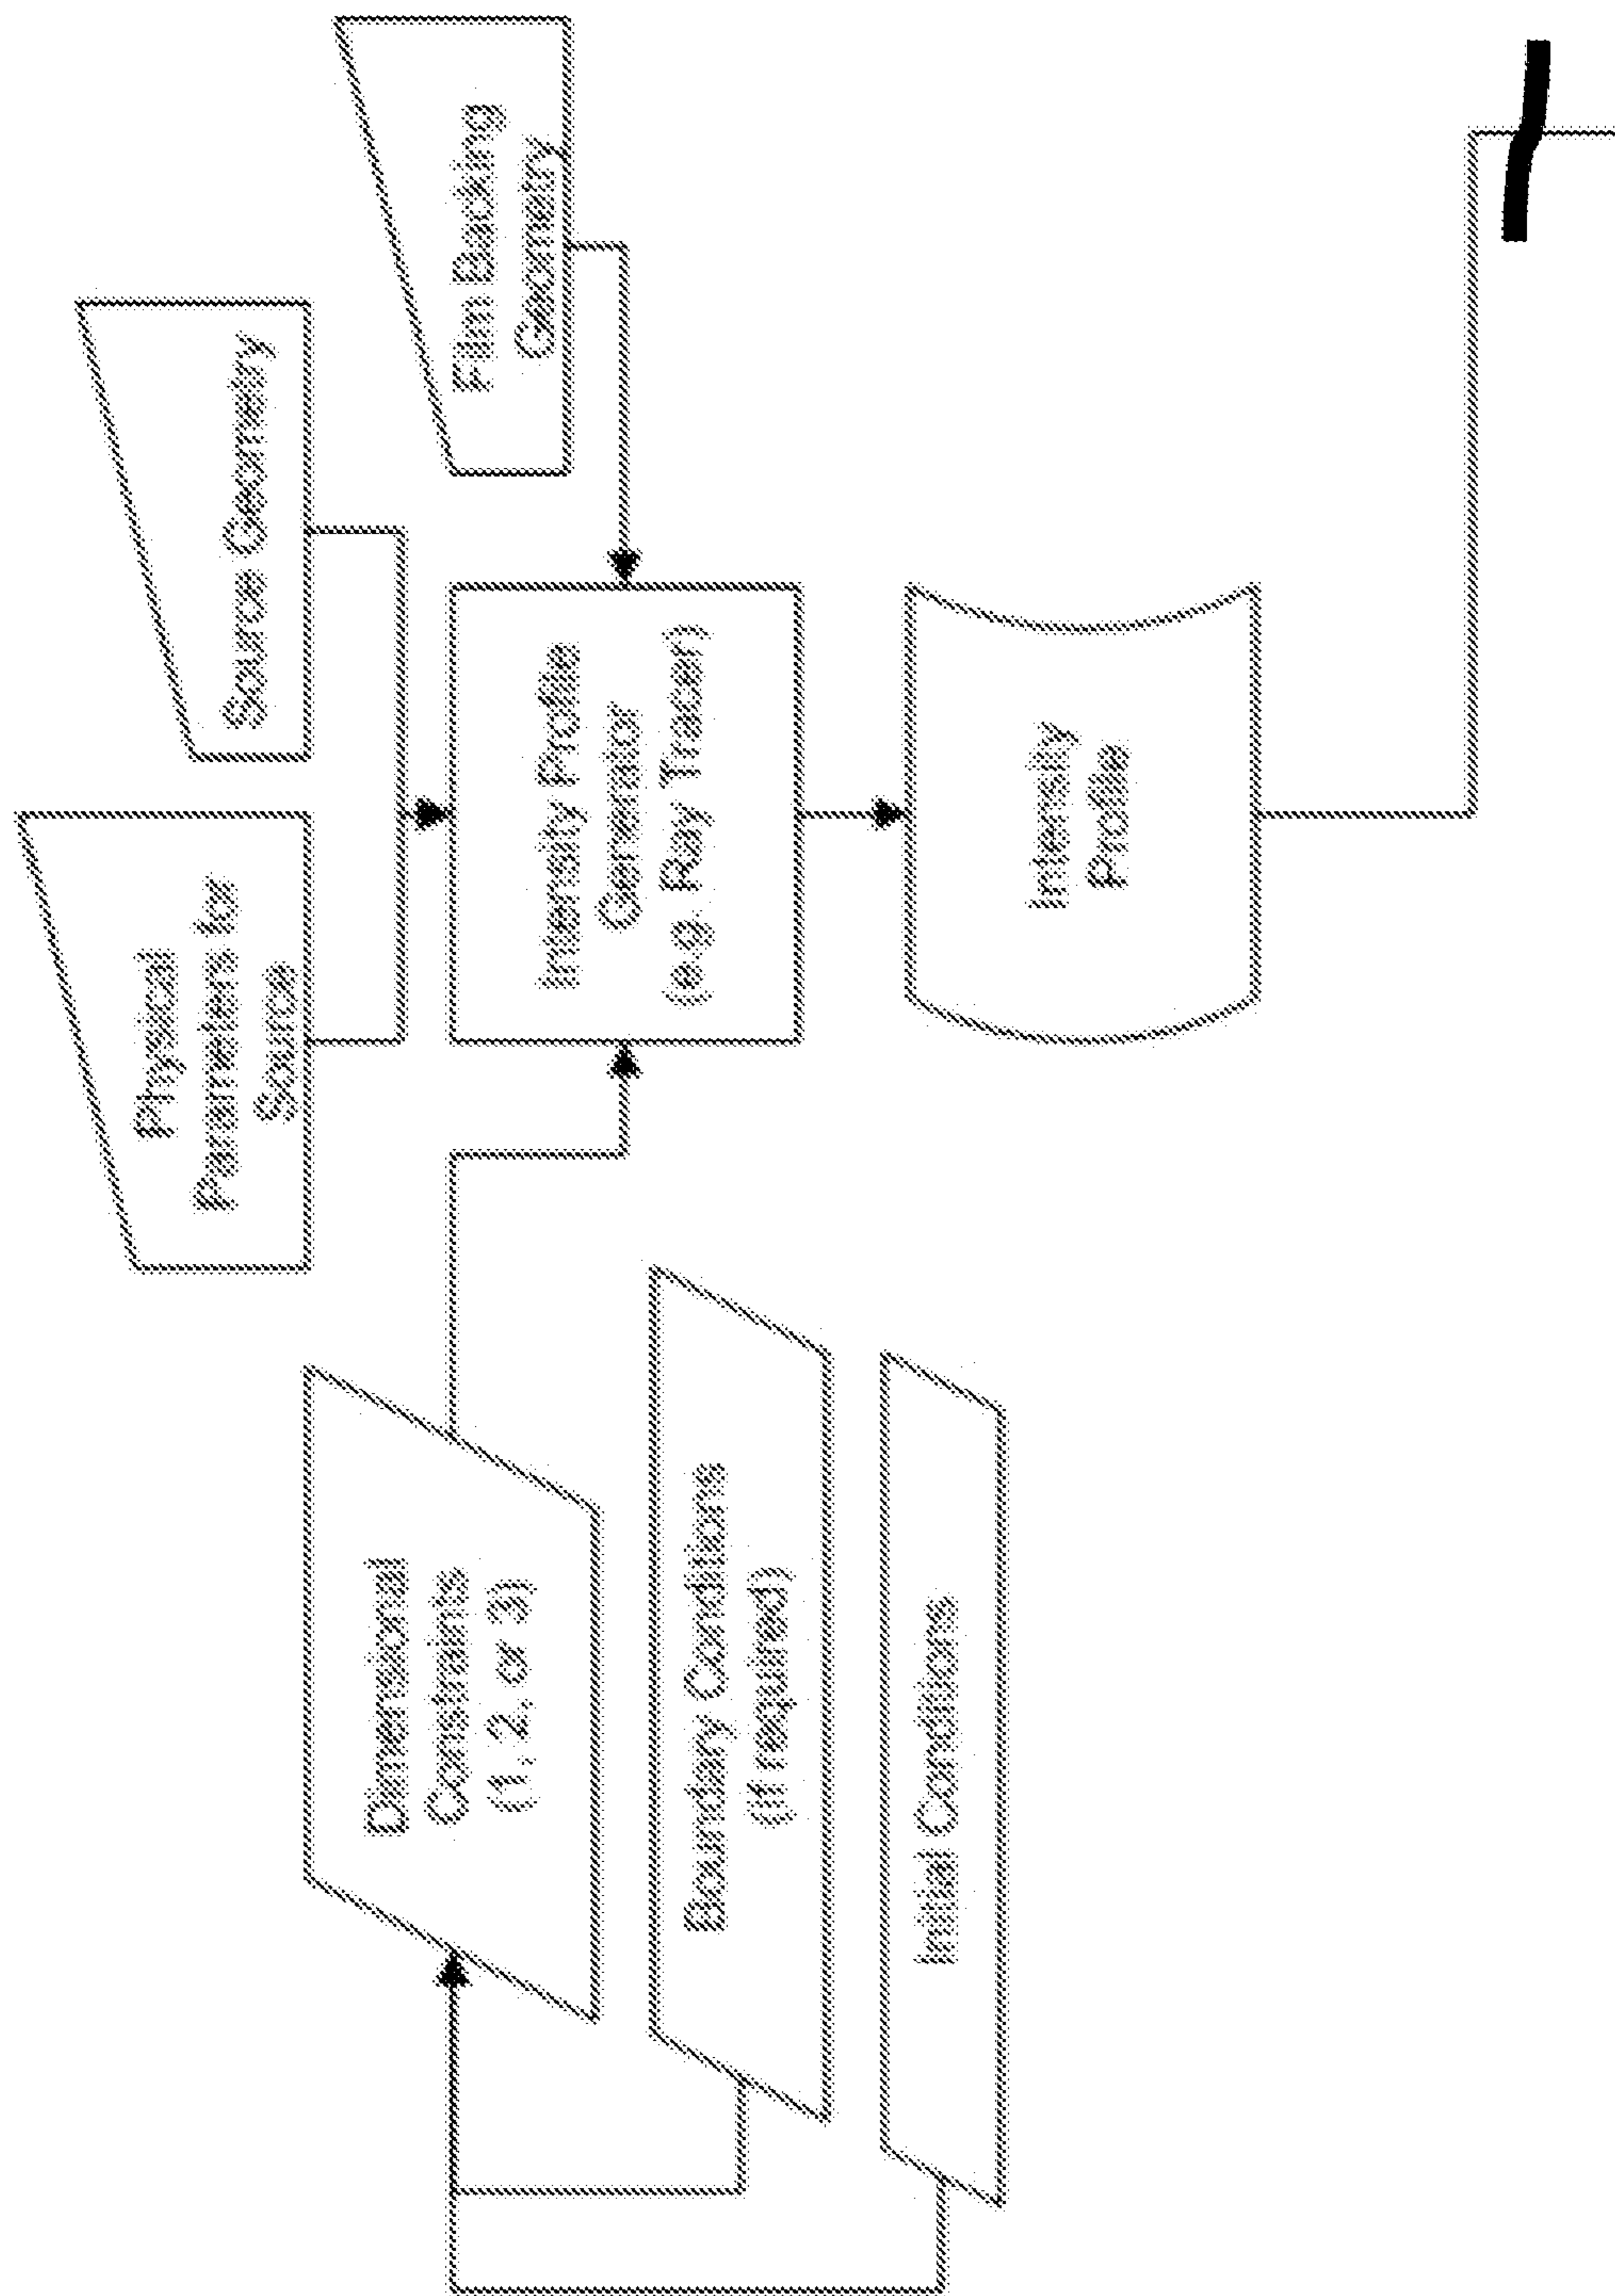 Physical
Parameters for
Source
Source Geometry
Film Backing
Geometry
Dimensional
Constraints
(1, 2, or 3)
Intensity Profile
Generator
(e.g. Ray Tracer)
Boundary Conditions
(if required)
Initial Conditions
Intensity
Profile